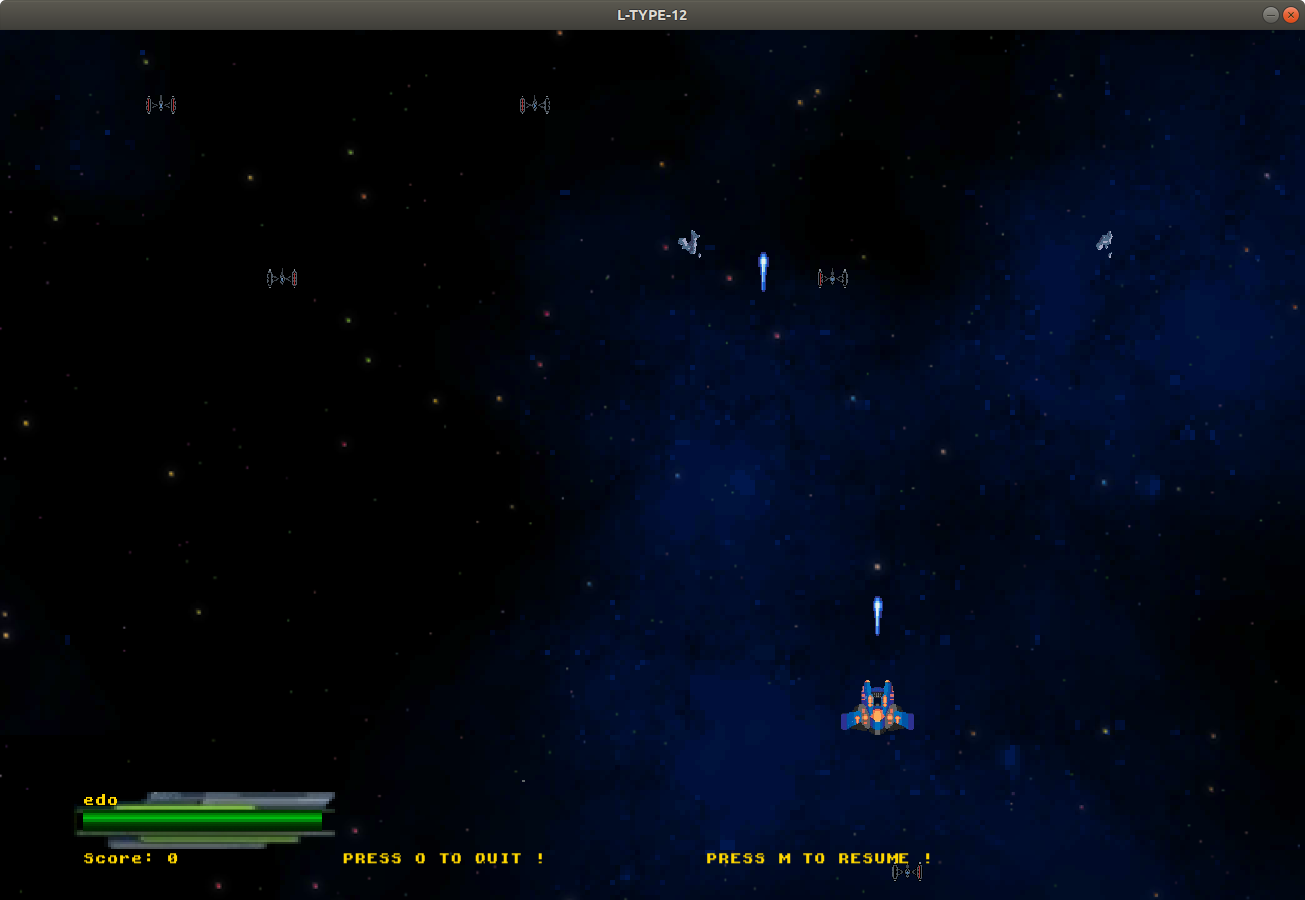 L-TYPE-12
edo
Score: 0
PRESS O TO QUIT !
PRESS M TO RESUME !